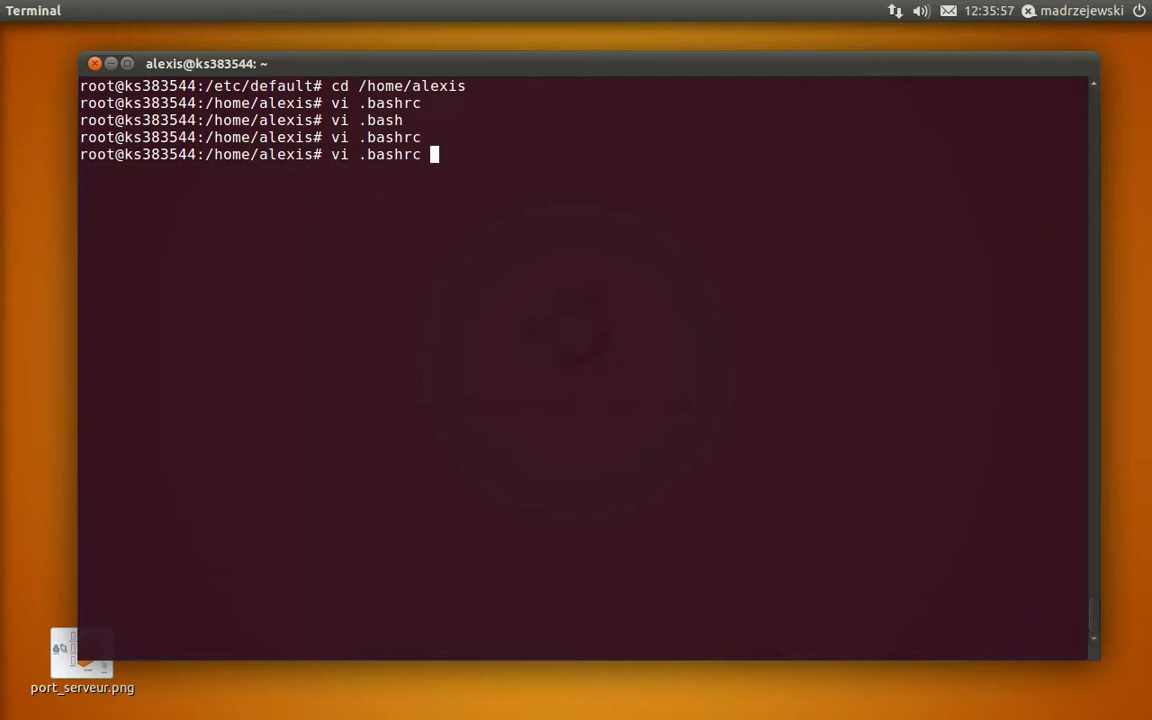 Terminal
12:35:57
madrzejewski
alexis@ks383544: ~
root@ks383544:/etc/default# cd /home/alexis
root@ks383544:/home/alexis# vi .bashrc
root@ks383544:/home/alexis# vi .bash
root@ks383544:/home/alexis# vi .bashrc
root@ks383544:/home/alexis# vi .bashrc
port_serveur.png